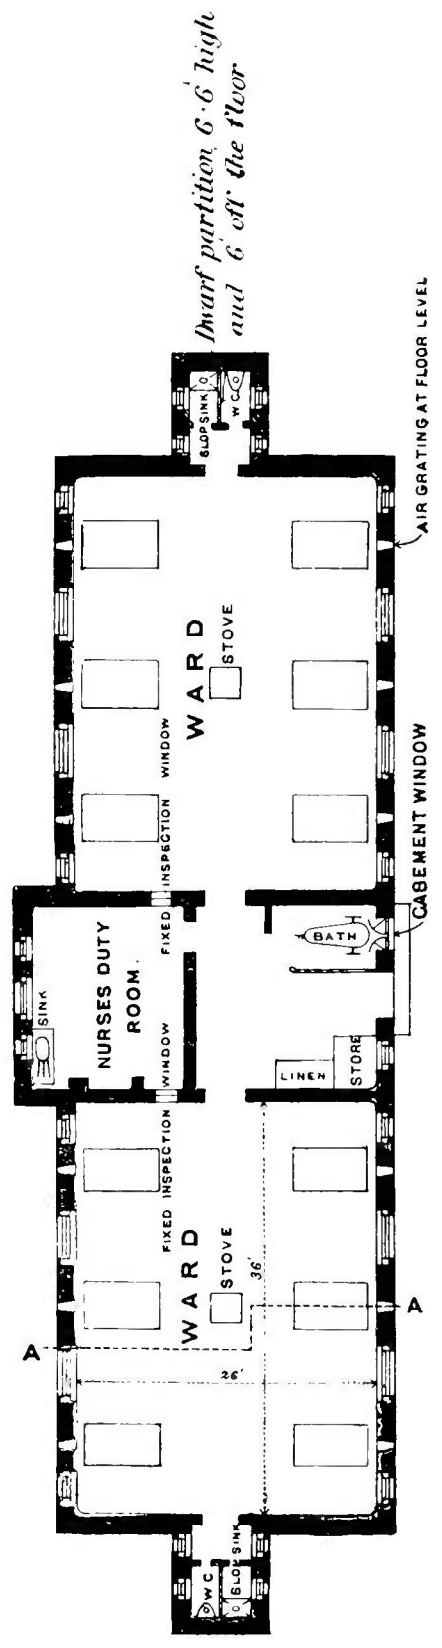 Dwarf partition 6·6 high
and 6' off the floor
SLOP SINK
W C
AIR GRATING AT FLOOR LEVEL
WARD
STOVE
FIXED INSPECTION WINDOW
CASEMENT WINDOW
SINK
NURSES DUTY
ROOM.
BATH
LINEN
STORE
FIXED INSPECTION WINDOW
WARD
STOVE
36'
26'
A
A
WC
SLOP SINK